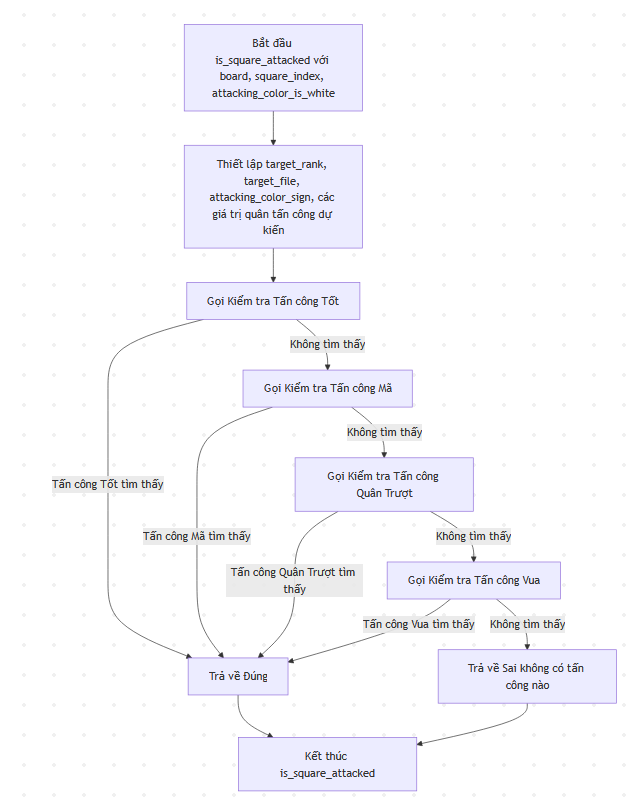 Bắt đầu
is_square_attacked với
board, square_index,
attacking_color_is_white
Thiết lập target_rank,
target_file,
attacking_color_sign, các
giá trị quân tấn công dự
kiến
Gọi Kiểm tra Tấn công Tốt
Không tìm thấy
Gọi Kiểm tra Tấn công Mã
Không tìm thấy
Gọi Kiểm tra Tấn công
Quân Trượt
Tấn công Tốt tìm thấy
Tấn công Mã tìm thấy
Không tìm thấy
Tấn công Quân Trượt tìm
thấy
Gọi Kiểm tra Tấn công Vua
Tấn công Vua tìm thấy
Không tìm thấy
Trả về Đúng
Trả về Sai không có tấn
công nào
Kết thúc
is_square_attacked